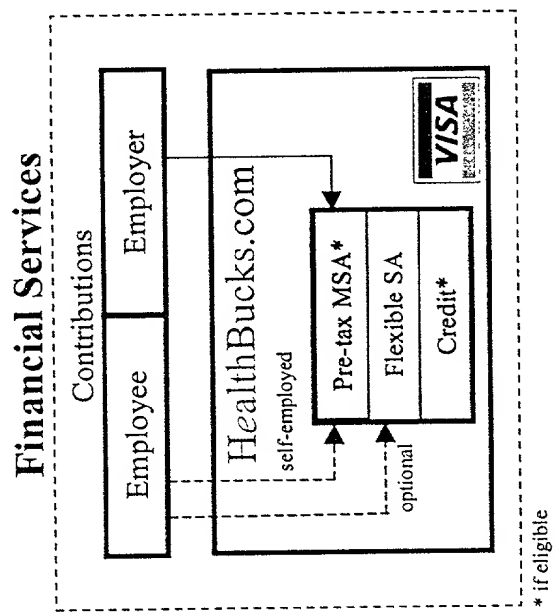 Financial Services
Contributions
Employee
Employer
HealthBucks.com
self-employed
Pre-tax MSA*
Flexible SA
Credit*
optional
VISA
* if eligible